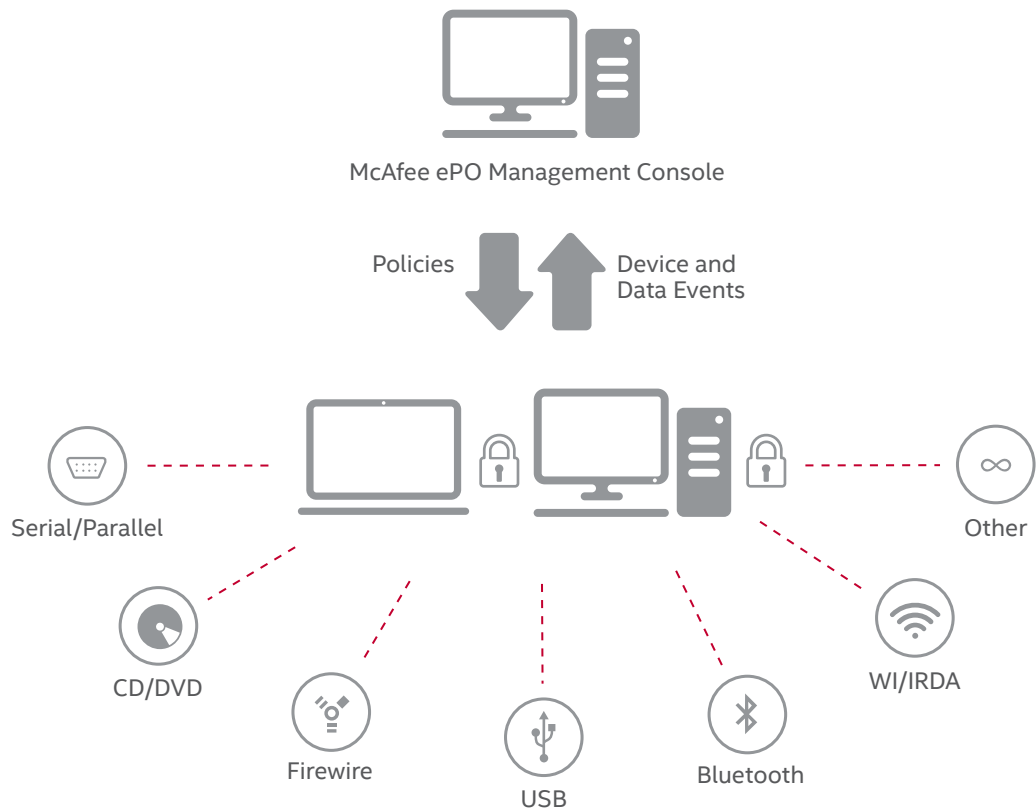 McAfee ePO Management Console
Policies
Device and
Data Events
Serial/Parallel
Other
CD/DVD
WI/IRDA
Firewire
Bluetooth
USB